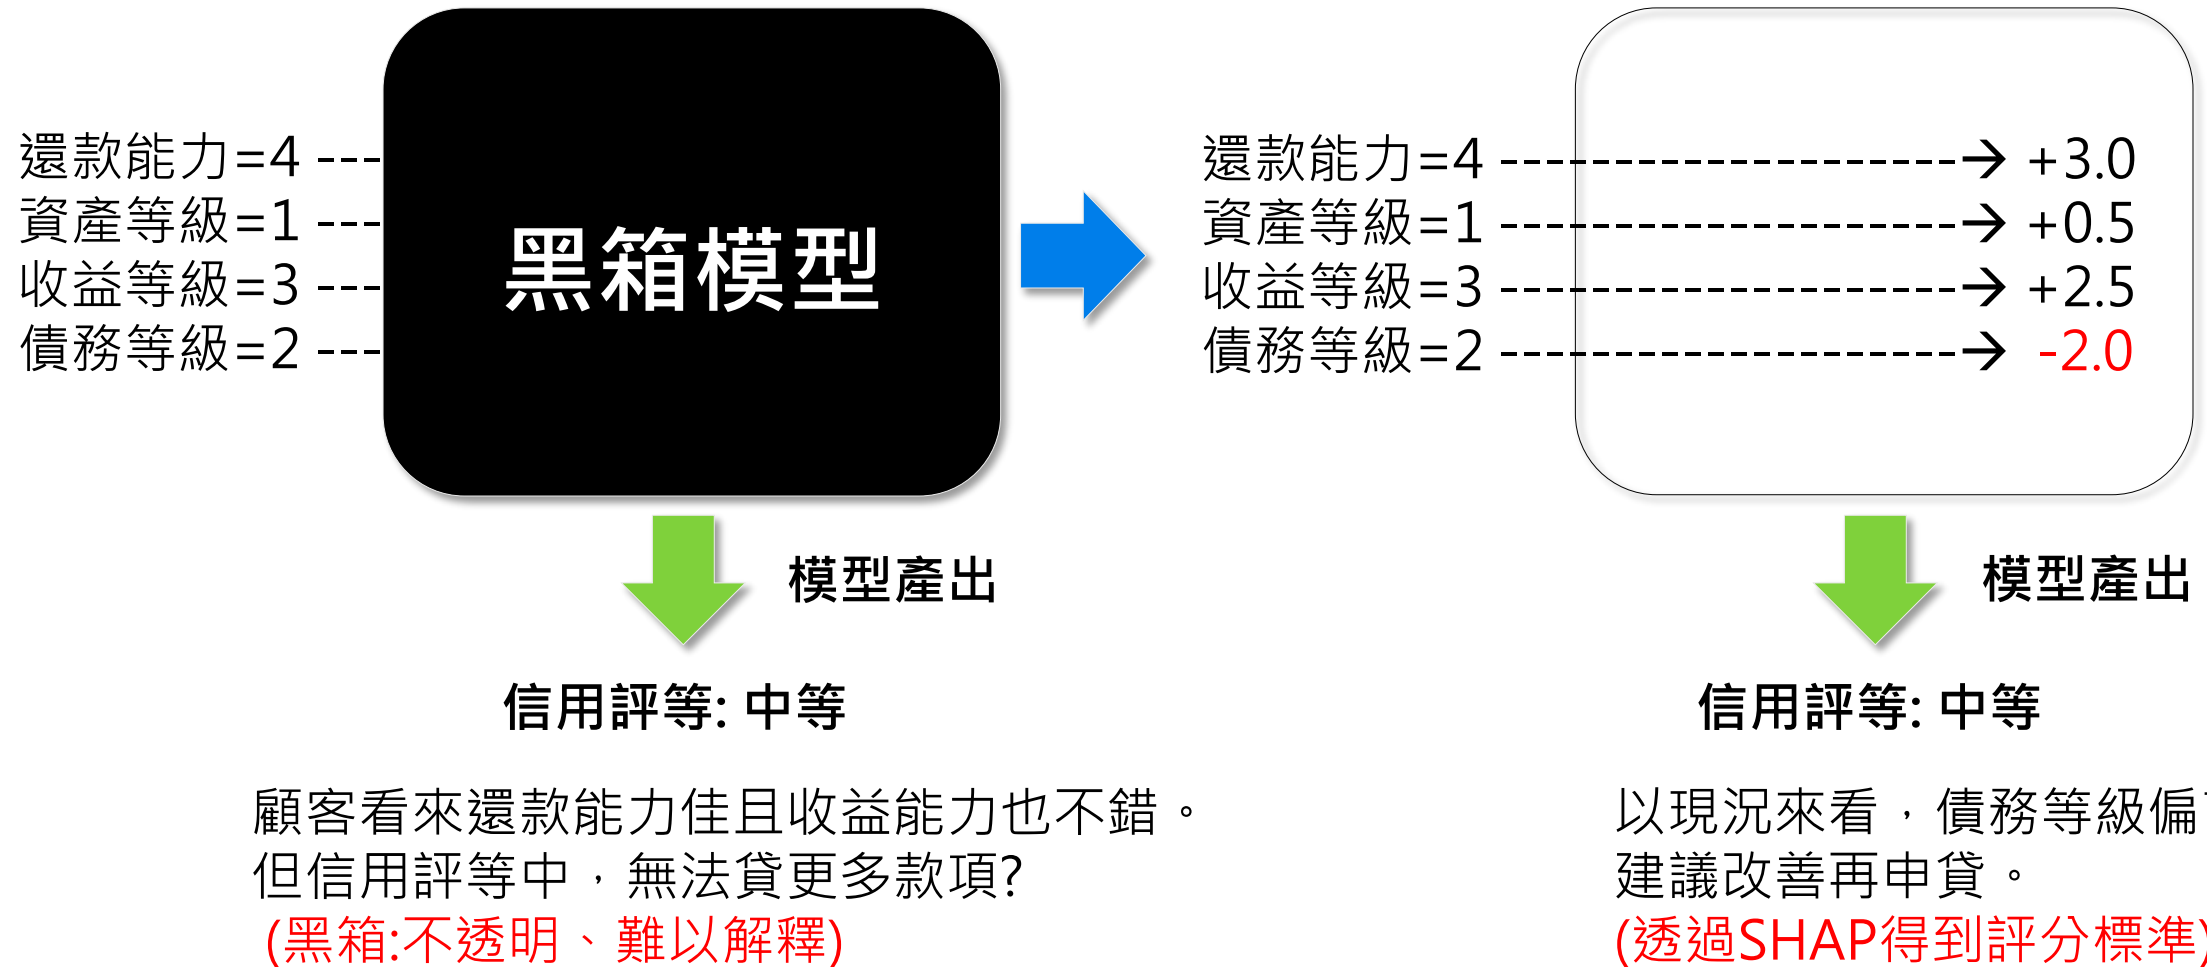 還款能力=4
資產等級=1
收益等級=3
債務等級=2
黑箱模型
模型產出
信用評等: 中等
顧客看來還款能力佳且收益能力也不錯。
但信用評等中，無法貸更多款項?
(黑箱:不透明、難以解釋)
還款能力=4 +3.0
資產等級=1 +0.5
收益等級=3 +2.5
債務等級=2 -2.0
模型產出
信用評等: 中等
以現況來看，債務等級偏
建議改善再申貸。
(透過SHAP得到評分標準)